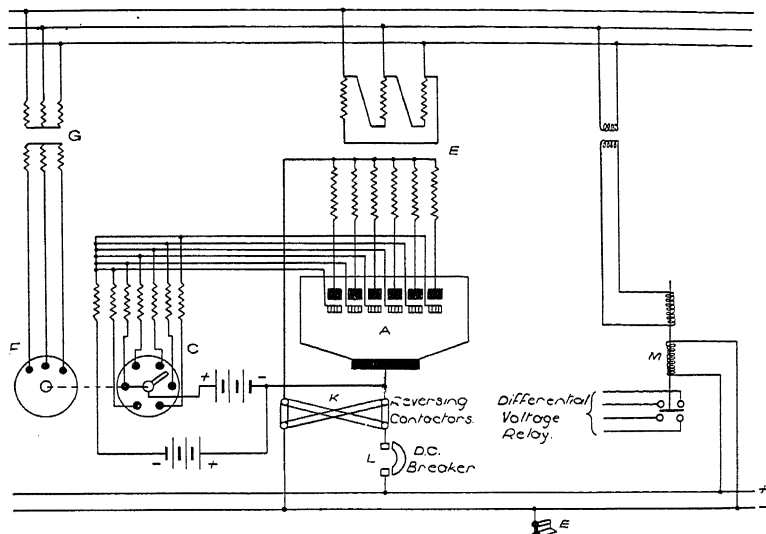 G
E
F
C
A
+
-
M
K
Reversing
Contactors.
Differential
Voltage
Relay.
L
D.C.
Breaker
-
+
+
-
E